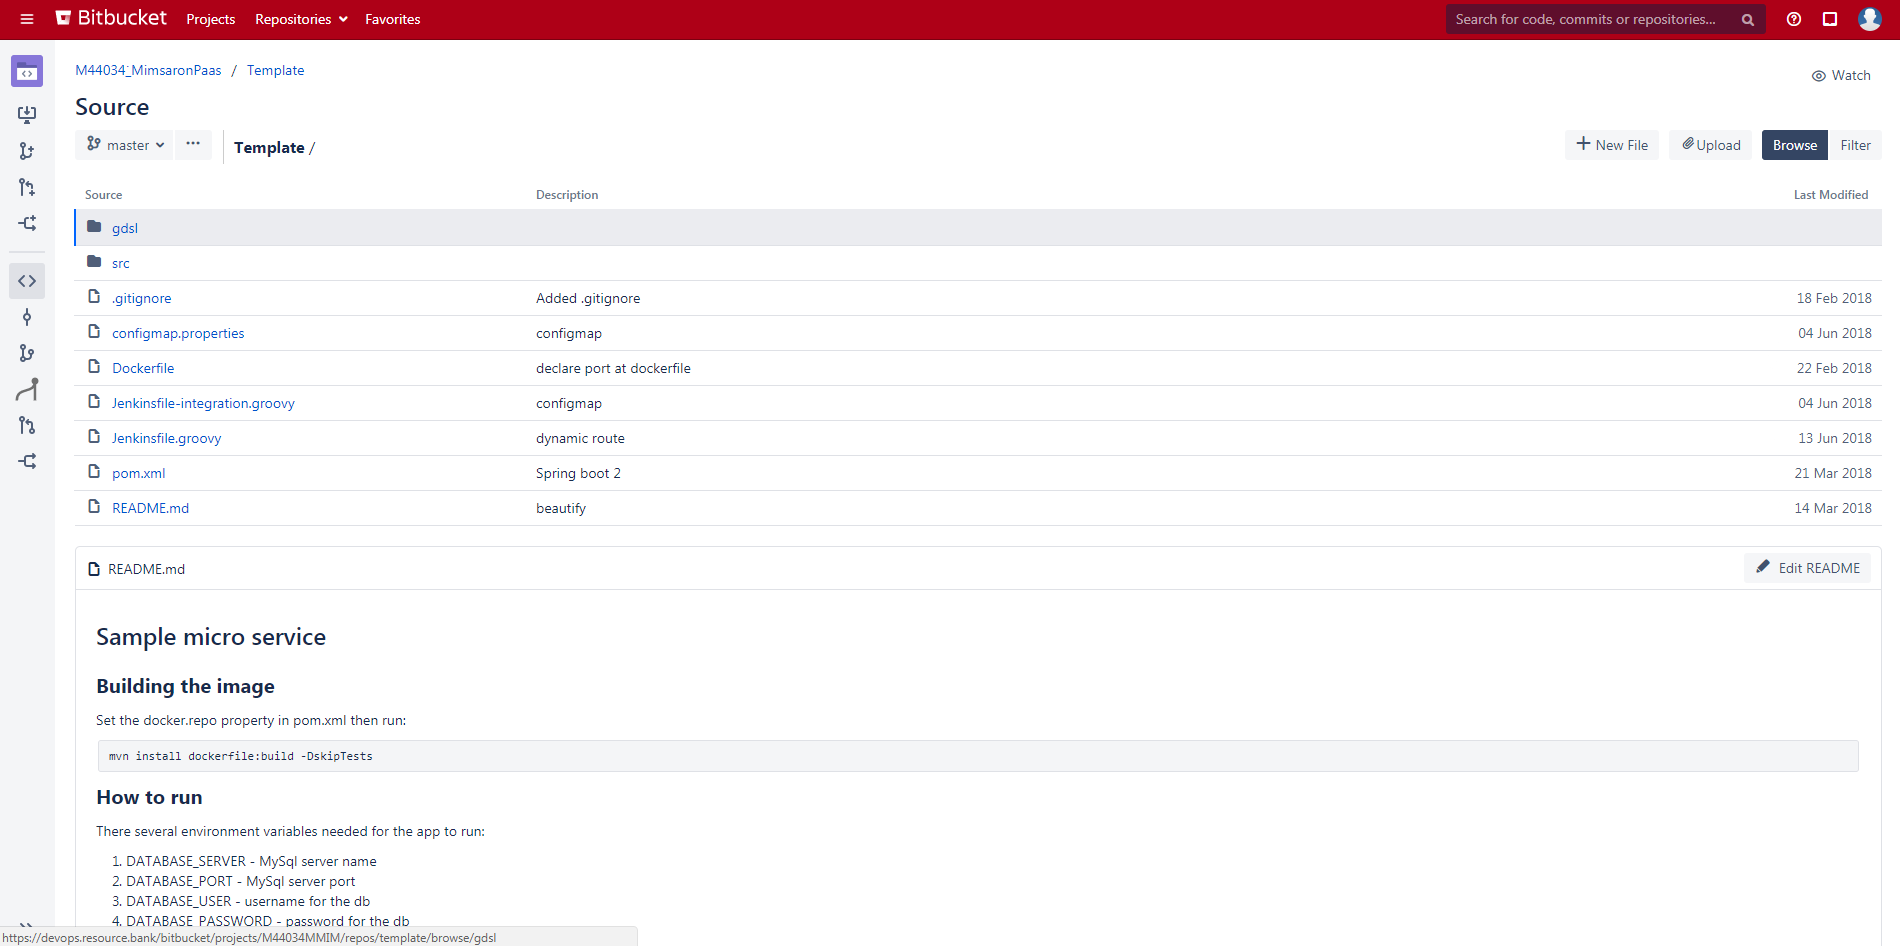 Bitbucket Projects Repositories Favorites Search for code, commits or repositories...
M44034_MimsaronPaas / Template
Watch
Source
master ··· Template / New File Upload Browse Filter
Source Description Last Modified
gdsl
src
.gitignore Added .gitignore 18 Feb 2018
configmap.properties configmap 04 Jun 2018
Dockerfile declare port at dockerfile 22 Feb 2018
Jenkinsfile-integration.groovy configmap 04 Jun 2018
Jenkinsfile.groovy dynamic route 13 Jun 2018
pom.xml Spring boot 2 21 Mar 2018
README.md beautify 14 Mar 2018
README.md Edit README
Sample micro service
Building the image
Set the docker.repo property in pom.xml then run:
mvn install dockerfile:build -DskipTests
How to run
There several environment variables needed for the app to run:
1. DATABASE_SERVER - MySql server name
2. DATABASE_PORT - MySql server port
3. DATABASE_USER - username for the db
4. DATABASE_PASSWORD - password for the db
https://devops.resource.bank/bitbucket/projects/M44034MMIM/repos/template/browse/gdsl